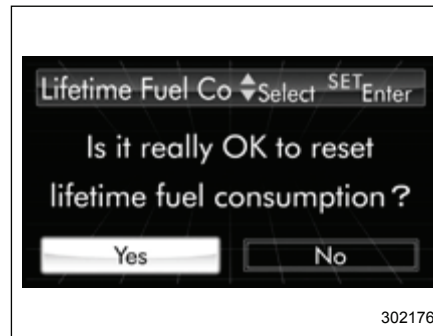 Lifetime Fuel Co Select SET Enter
Is it really OK to reset
lifetime fuel consumption ?
Yes No
302176